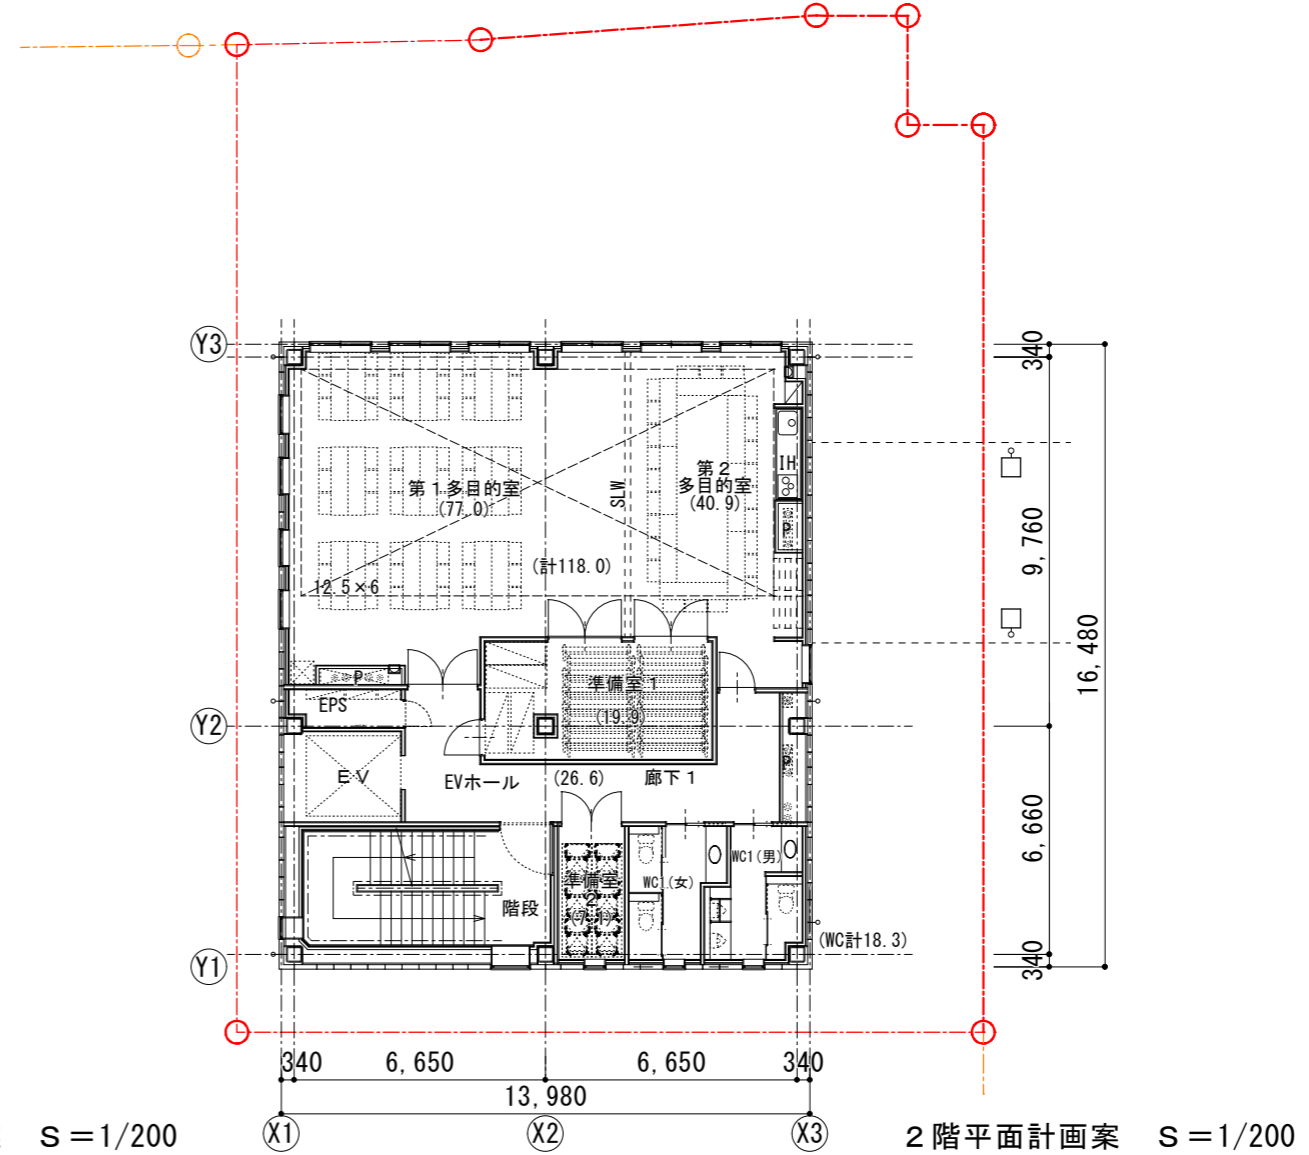 Y3
340
第1多目的室
(77.0)
SLW
第2
多目的室
(40.9)
IH
P
9,760
(計118.0)
12.5×6
16,480
P
EPS
準備室1
(19.9)
Y2
EV
EVホール
(26.6)
廊下1
P
6,660
準備室
2
(7.1)
WC1(女)
WC1(男)
階段
(WC計18.3)
Y1
340
340
6,650
6,650
340
13,980
X1
X2
X3
S=1/200
2階平面計画案 S=1/200